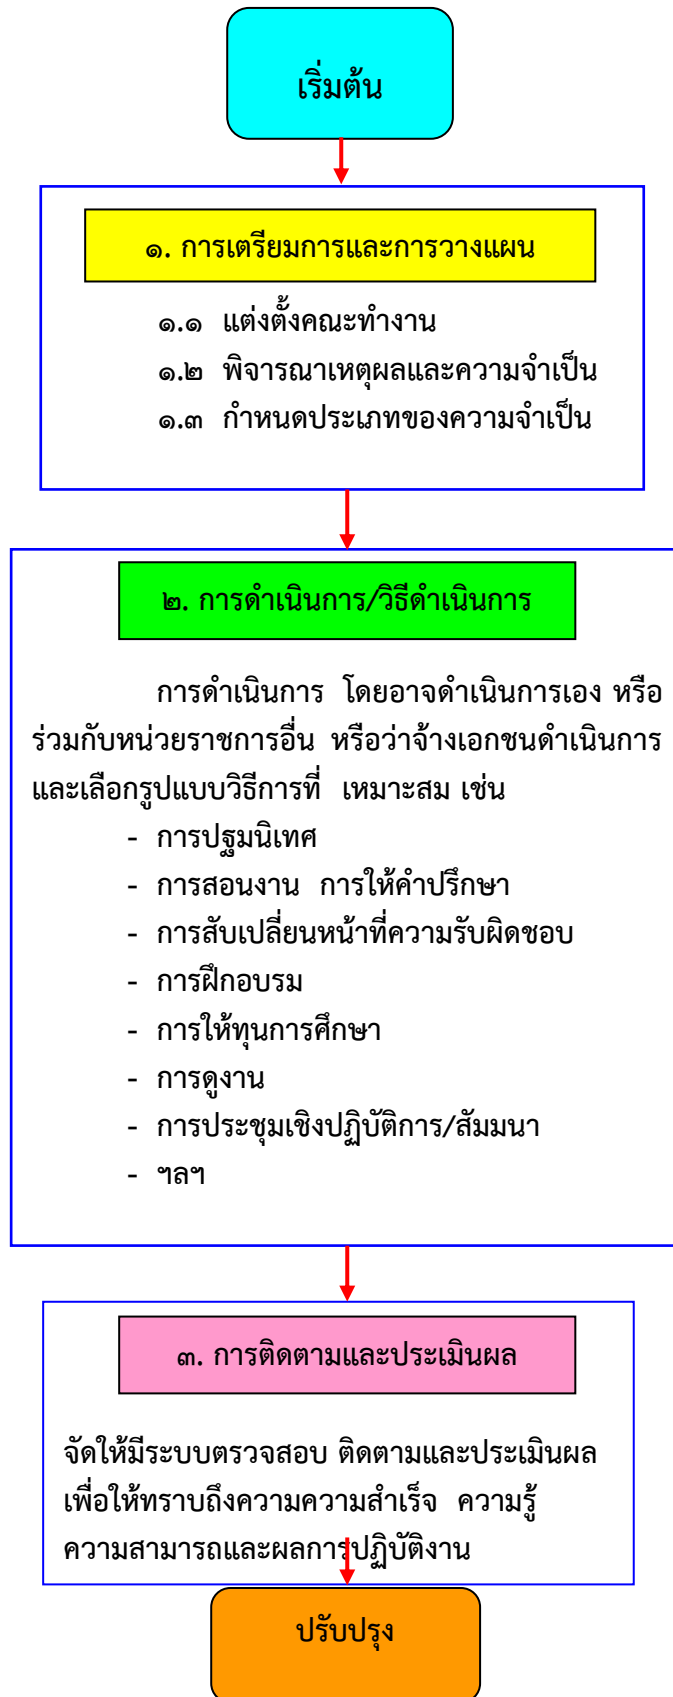 เริ่มต้น
๑. การเตรียมการและการวางแผน
๑.๑ แต่งตั้งคณะทำงาน
๑.๒ พิจารณาเหตุผลและความจำเป็น
๑.๓ กำหนดประเภทของความจำเป็น
๒. การดำเนินการ/วิธีดำเนินการ
การดำเนินการ โดยอาจดำเนินการเอง หรือ
ร่วมกับหน่วยราชการอื่น หรือว่าจ้างเอกชนดำเนินการ
และเลือกรูปแบบวิธีการที่ เหมาะสม เช่น
- การปฐมนิเทศ
- การสอนงาน การให้คำปรึกษา
- การสับเปลี่ยนหน้าที่ความรับผิดชอบ
- การฝึกอบรม
- การให้ทุนการศึกษา
- การดูงาน
- การประชุมเชิงปฏิบัติการ/สัมมนา
- ฯลฯ
๓. การติดตามและประเมินผล
จัดให้มีระบบตรวจสอบ ติดตามและประเมินผล
เพื่อให้ทราบถึงความความสำเร็จ ความรู้
ความสามารถและผลการปฏิบัติงาน
ปรับปรุง